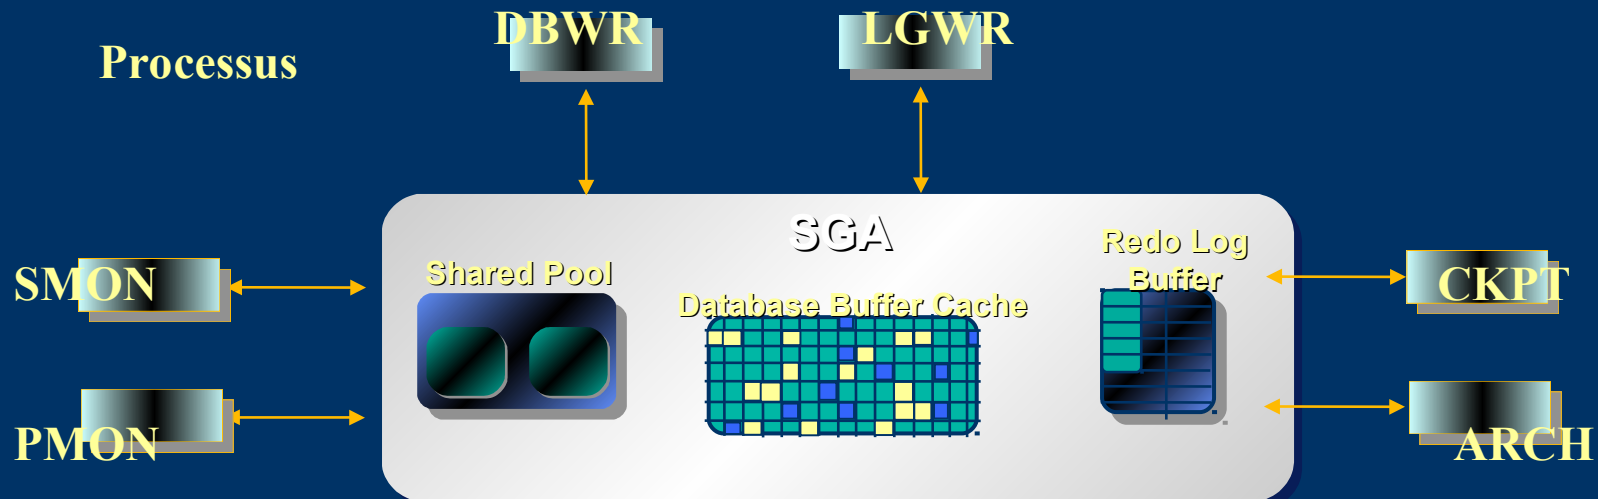 DBWR
LGWR
Processus
SGA
Redo Log
Buffer
Shared Pool
Database Buffer Cache
SMON
CKPT
PMON
ARCH